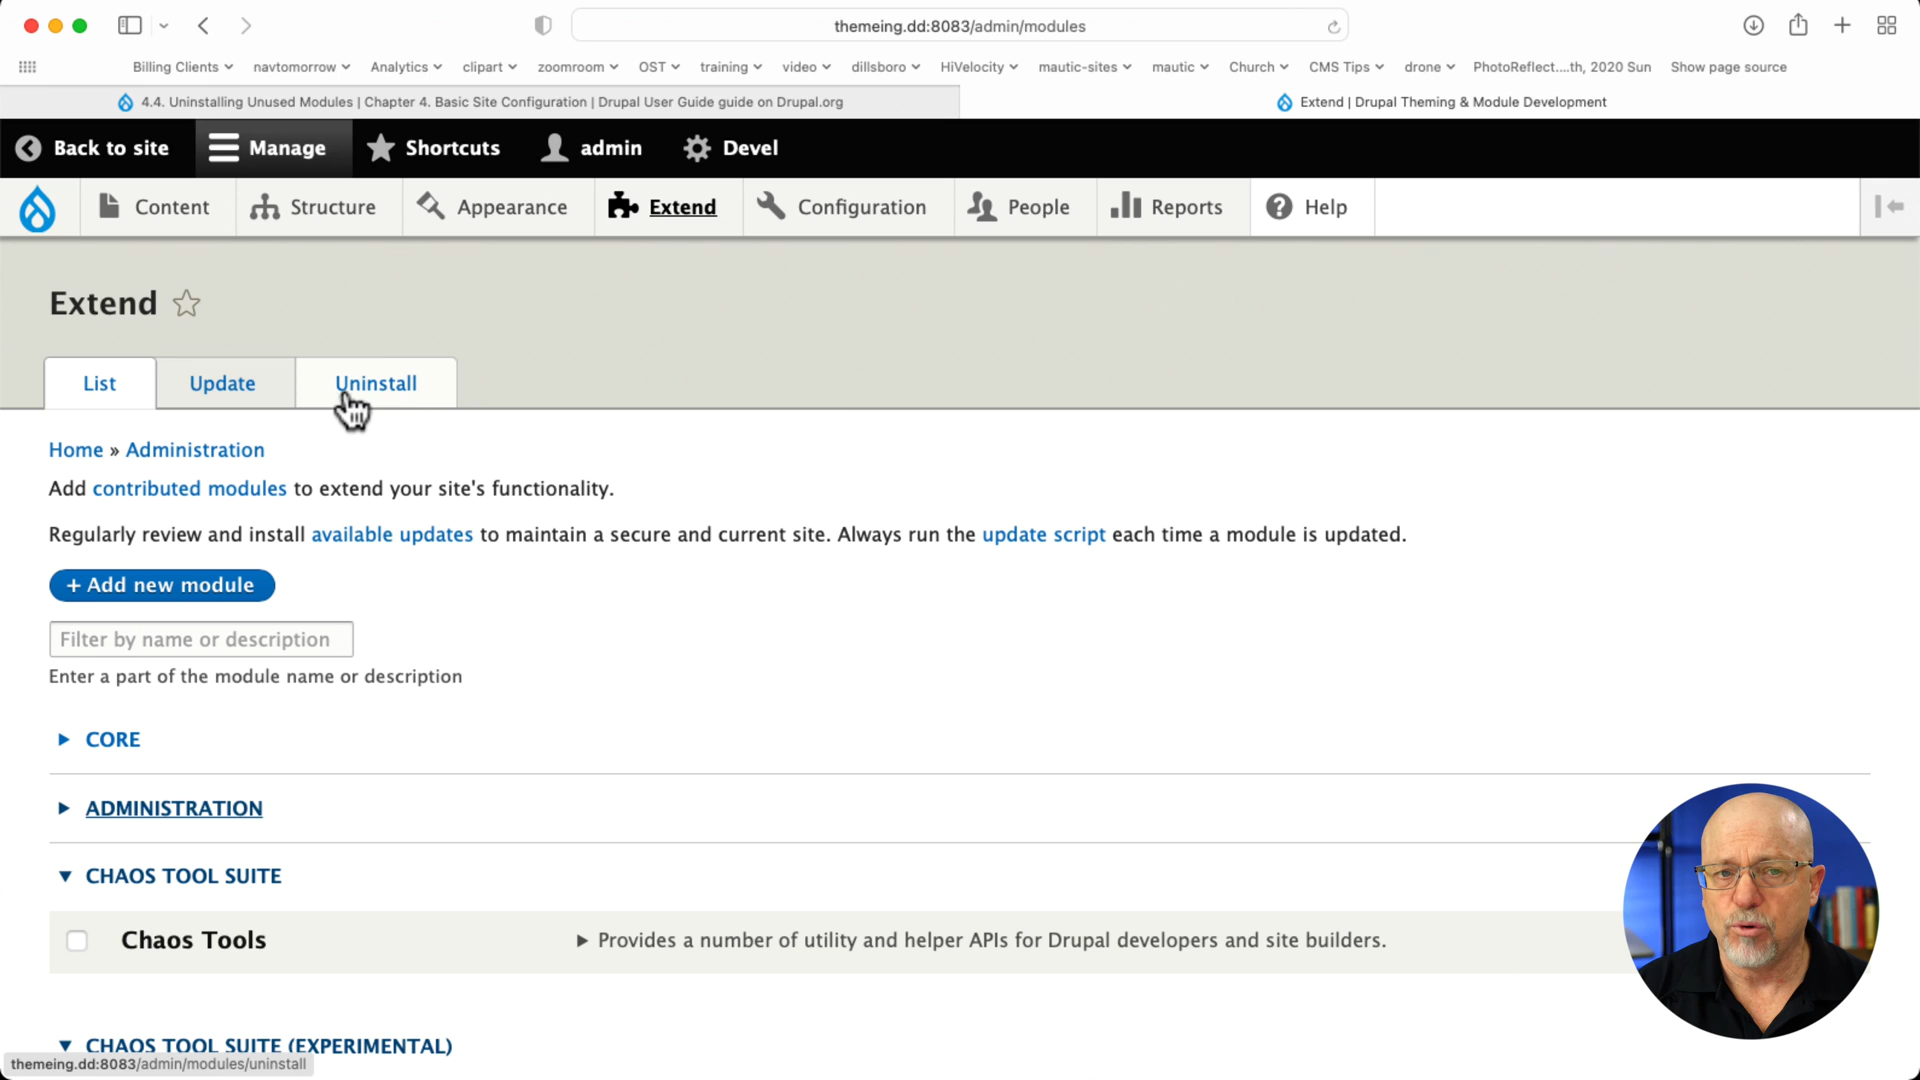 themeing.dd:8083/admin/modules
Billing Clients navtomorrow Analytics clipart zoomroom OST training video dillsboro HiVelocity mautic-sites mautic Church CMS Tips drone PhotoReflect....th, 2020 Sun Show page source
4.4. Uninstalling Unused Modules | Chapter 4. Basic Site Configuration | Drupal User Guide guide on Drupal.org
Extend | Drupal Theming & Module Development
Back to site Manage Shortcuts admin Devel
Content Structure Appearance Extend Configuration People Reports Help
Extend
List Update Uninstall
Home » Administration
Add contributed modules to extend your site's functionality.
Regularly review and install available updates to maintain a secure and current site. Always run the update script each time a module is updated.
+ Add new module
Filter by name or description
Enter a part of the module name or description
CORE
ADMINISTRATION
CHAOS TOOL SUITE
Chaos Tools Provides a number of utility and helper APIs for Drupal developers and site builders.
CHAOS TOOL SUITE (EXPERIMENTAL)
themeing.dd:8083/admin/modules/uninstall